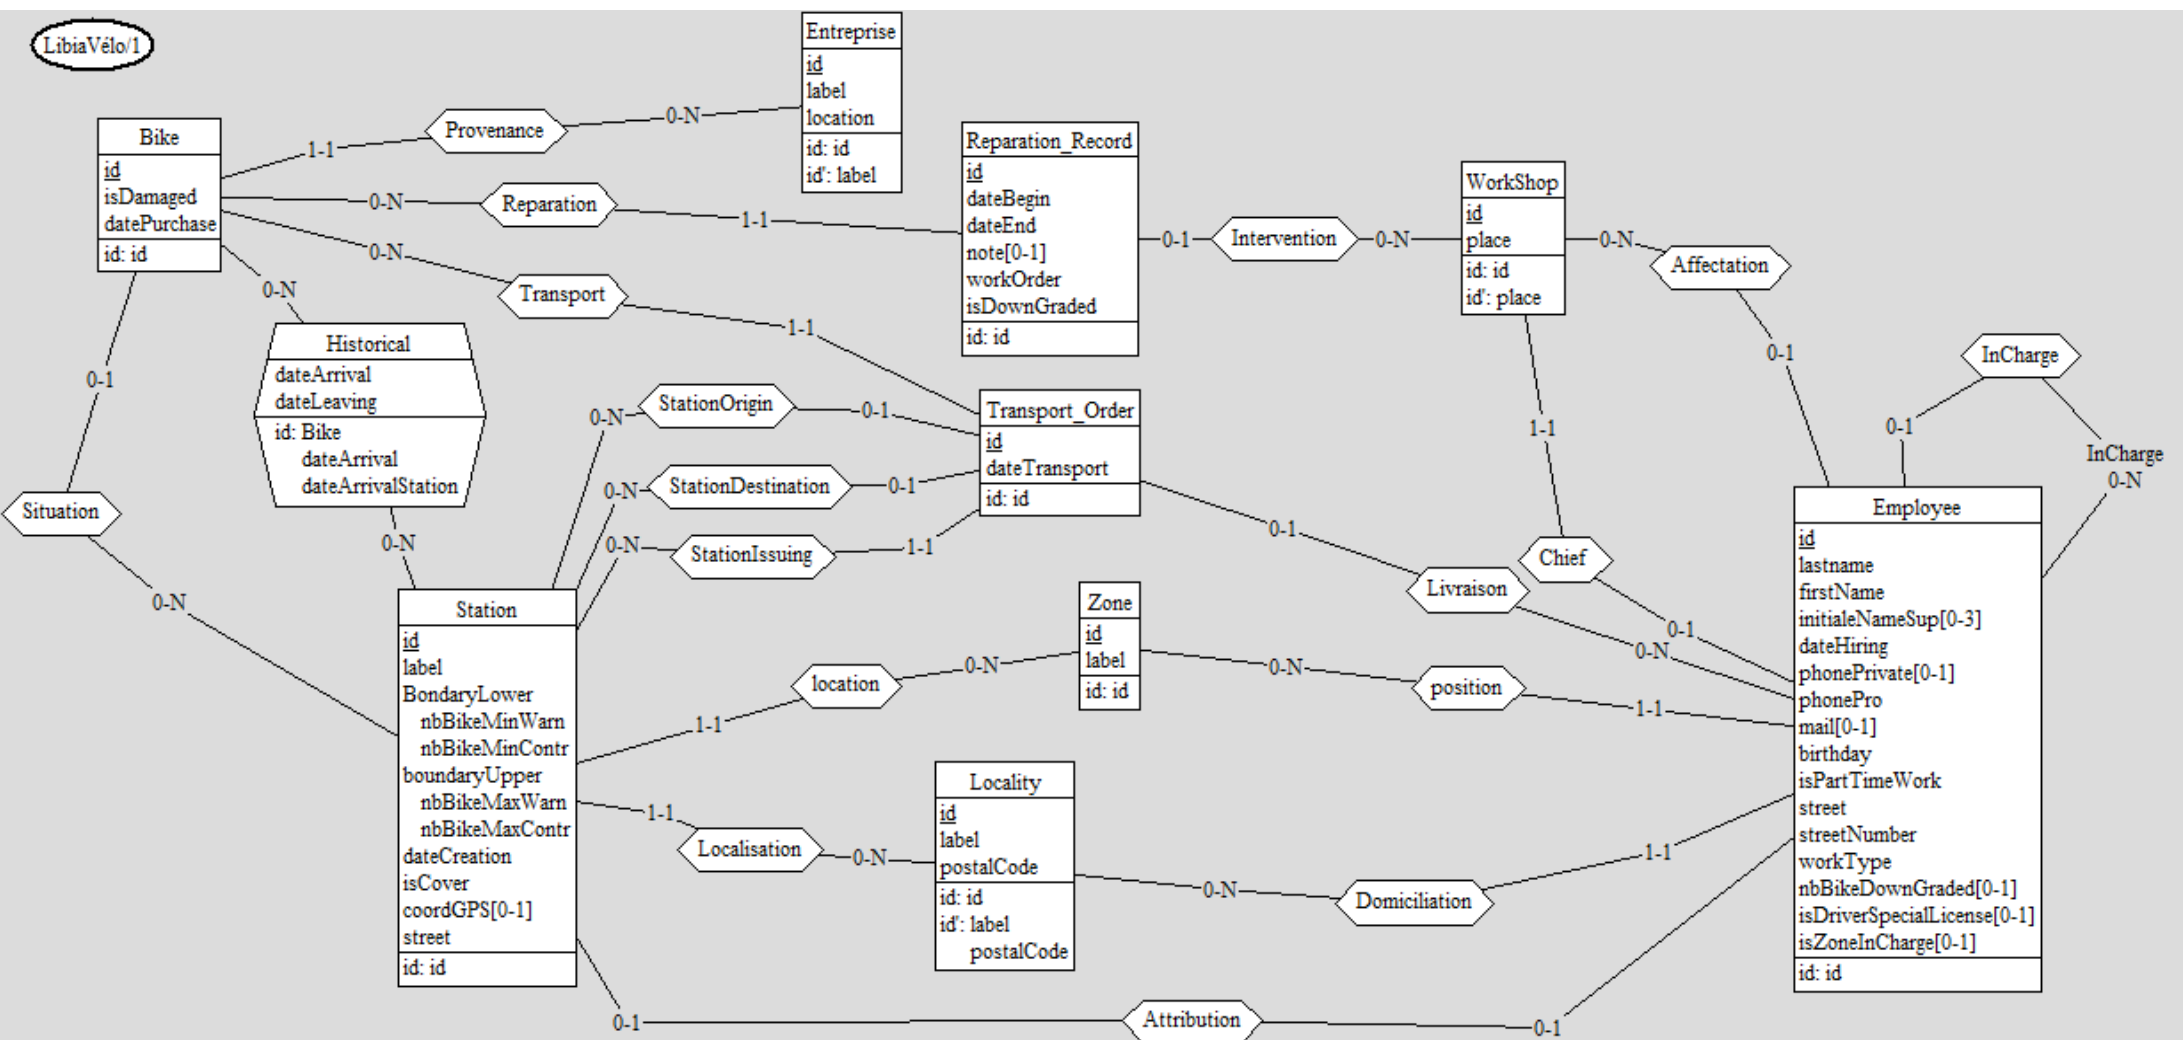 LibiaVélo/1
Entreprise
id
label
location
id: id
id': label
Bike
id
isDamaged
datePurchase
id: id
Provenance
1-1
0-N
Reparation
0-N
1-1
Transport
0-N
1-1
Reparation_Record
id
dateBegin
dateEnd
note[0-1]
workOrder
isDownGraded
id: id
Intervention
0-1
0-N
WorkShop
id
place
id: id
id': place
Affectation
0-N
0-1
InCharge
0-1
InCharge
0-N
Historical
dateArrival
dateLeaving
id: Bike
dateArrival
dateArrivalStation
0-N
0-N
Situation
0-1
0-N
StationOrigin
0-N
0-1
StationDestination
0-N
0-1
StationIssuing
0-N
1-1
Transport_Order
id
dateTransport
id: id
Livraison
0-1
0-N
Chief
1-1
0-1
Station
id
label
BondaryLower
nbBikeMinWarn
nbBikeMinContr
boundaryUpper
nbBikeMaxWarn
nbBikeMaxContr
dateCreation
isCover
coordGPS[0-1]
street
id: id
location
1-1
0-N
Zone
id
label
id: id
position
0-N
1-1
Localisation
1-1
0-N
Locality
id
label
postalCode
id: id
id': label
postalCode
Domiciliation
0-N
1-1
Attribution
0-1
0-1
Employee
id
lastname
firstName
initialeNameSup[0-3]
dateHiring
phonePrivate[0-1]
phonePro
mail[0-1]
birthday
isPartTimeWork
street
streetNumber
workType
nbBikeDownGraded[0-1]
isDriverSpecialLicense[0-1]
isZoneInCharge[0-1]
id: id